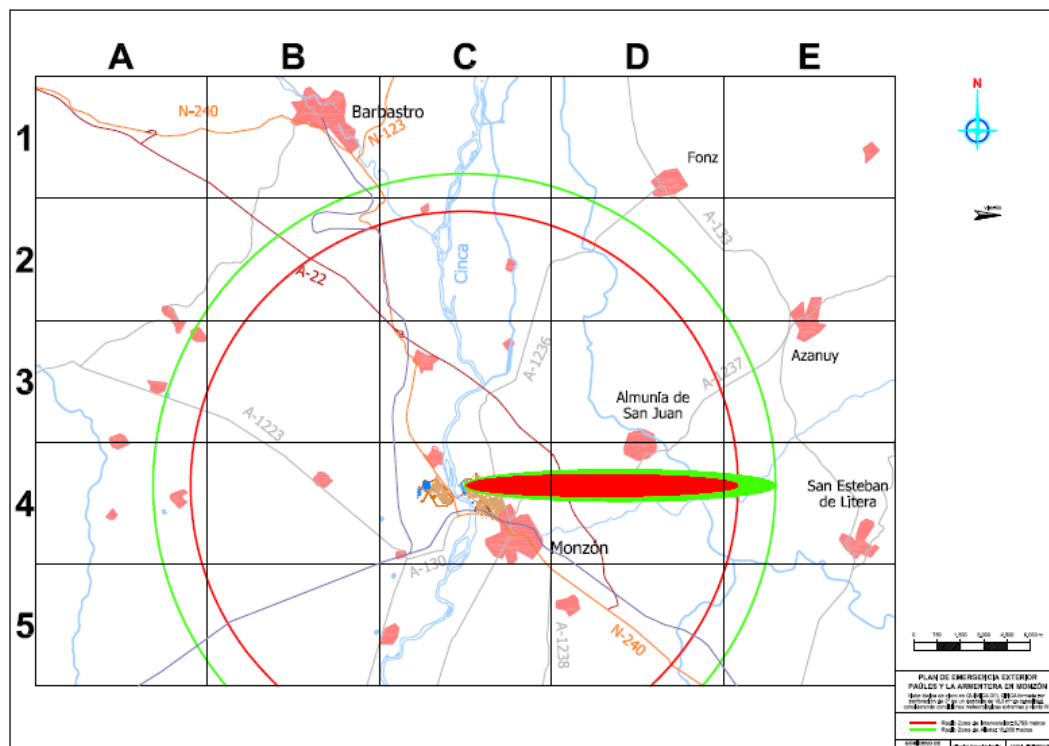 A B C D E
1
2
3
4
5
N-240
Barbastro
N-123
Fonz
A-133
Cinca
A-22
A-1236
Azanuy
A-1237
Almunía de
San Juan
A-1223
San Esteban
de Litera
Monzón
A-130
A-1238
N-240
N
PLAN DE EMERGENCIA EXTERIOR
PAÚLES Y LA ARMENTERA EN MONZÓN